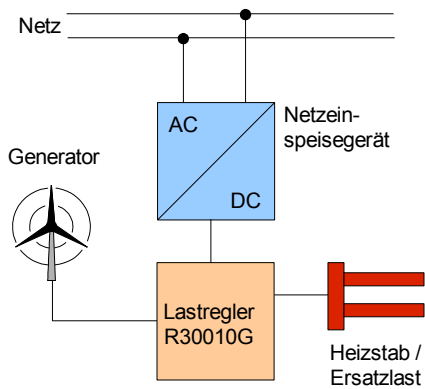 Netz
AC
DC
Netzein-
speisegerät
Generator
Lastregler
R30010G
Heizstab /
Ersatzlast